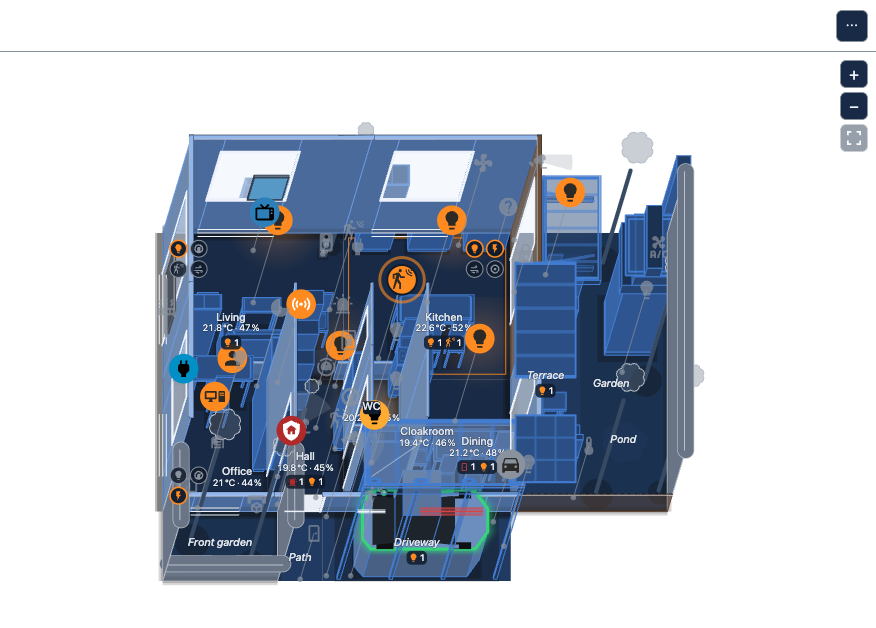 ...
+
−
Living
21.8°C · 47%
1
Kitchen
22.6°C · 52%
1 1
Terrace
1
Garden
WC
Cloakroom
19.4°C · 46%
Dining
21.2°C · 48%
1 1
Pond
Hall
19.8°C · 45%
1 1
Office
21°C · 44%
Front garden
Driveway
1
Path